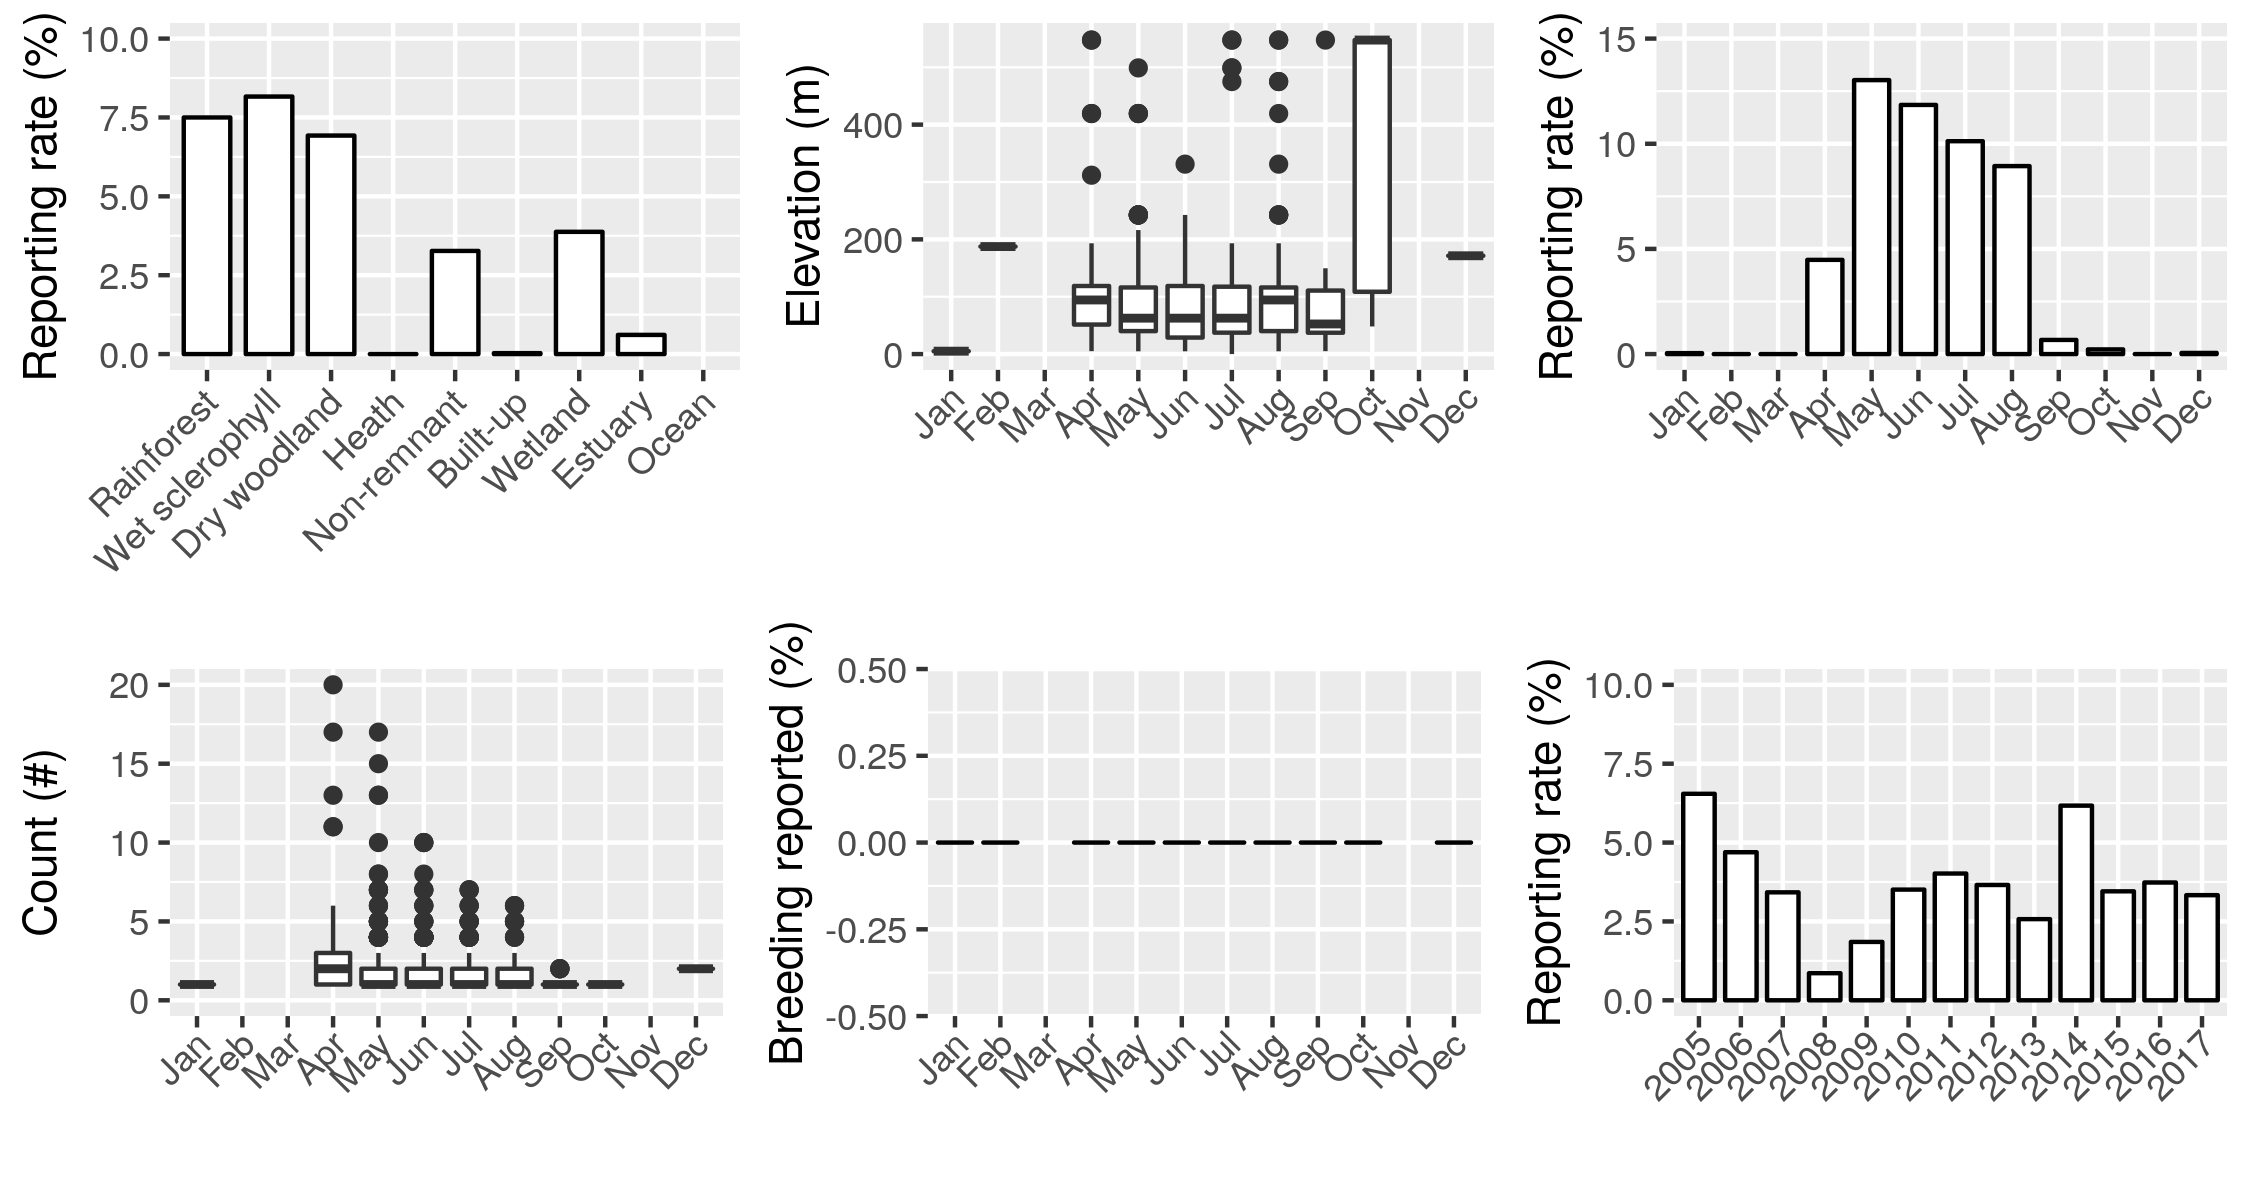 Reporting rate (%)
10.0
7.5
5.0
2.5
0.0
Rainforest
Wet sclerophyll
Dry woodland
Heath
Non-remnant
Built-up
Wetland
Estuary
Ocean
Elevation (m)
400
200
0
Jan
Feb
Mar
Apr
May
Jun
Jul
Aug
Sep
Oct
Nov
Dec
Reporting rate (%)
15
10
5
0
Jan
Feb
Mar
Apr
May
Jun
Jul
Aug
Sep
Oct
Nov
Dec
Count (#)
20
15
10
5
0
Jan
Feb
Mar
Apr
May
Jun
Jul
Aug
Sep
Oct
Nov
Dec
Breeding reported (%)
0.50
0.25
0.00
-0.25
-0.50
Jan
Feb
Mar
Apr
May
Jun
Jul
Aug
Sep
Oct
Nov
Dec
Reporting rate (%)
10.0
7.5
5.0
2.5
0.0
2005
2006
2007
2008
2009
2010
2011
2012
2013
2014
2015
2016
2017